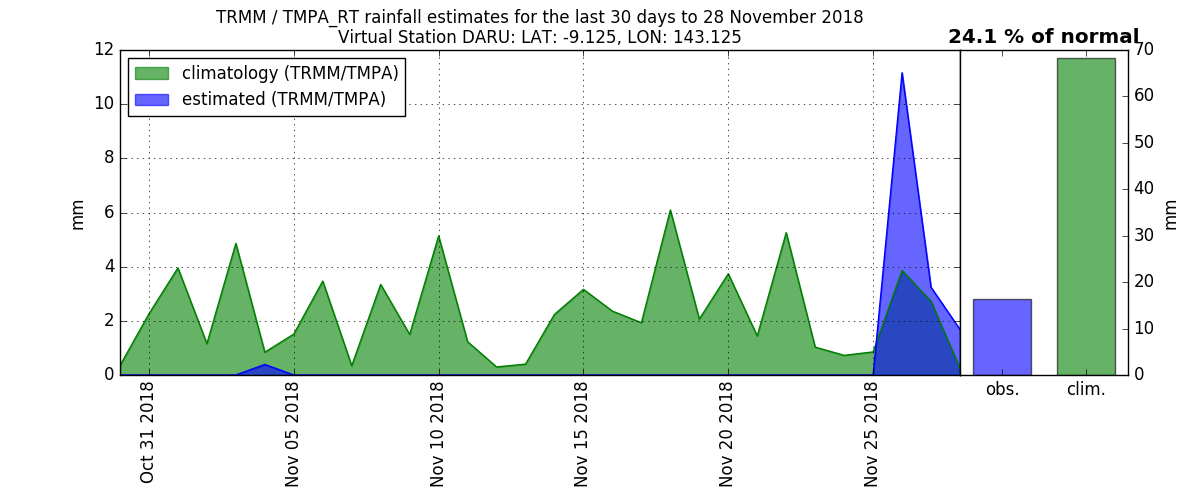 TRMM / TMPA_RT rainfall estimates for the last 30 days to 28 November 2018
Virtual Station DARU: LAT: -9.125, LON: 143.125
24.1 % of normal
climatology (TRMM/TMPA)
estimated (TRMM/TMPA)
12
10
8
6
4
2
0
mm
Oct 31 2018
Nov 05 2018
Nov 10 2018
Nov 15 2018
Nov 20 2018
Nov 25 2018
70
60
50
40
30
20
10
0
mm
obs.
clim.